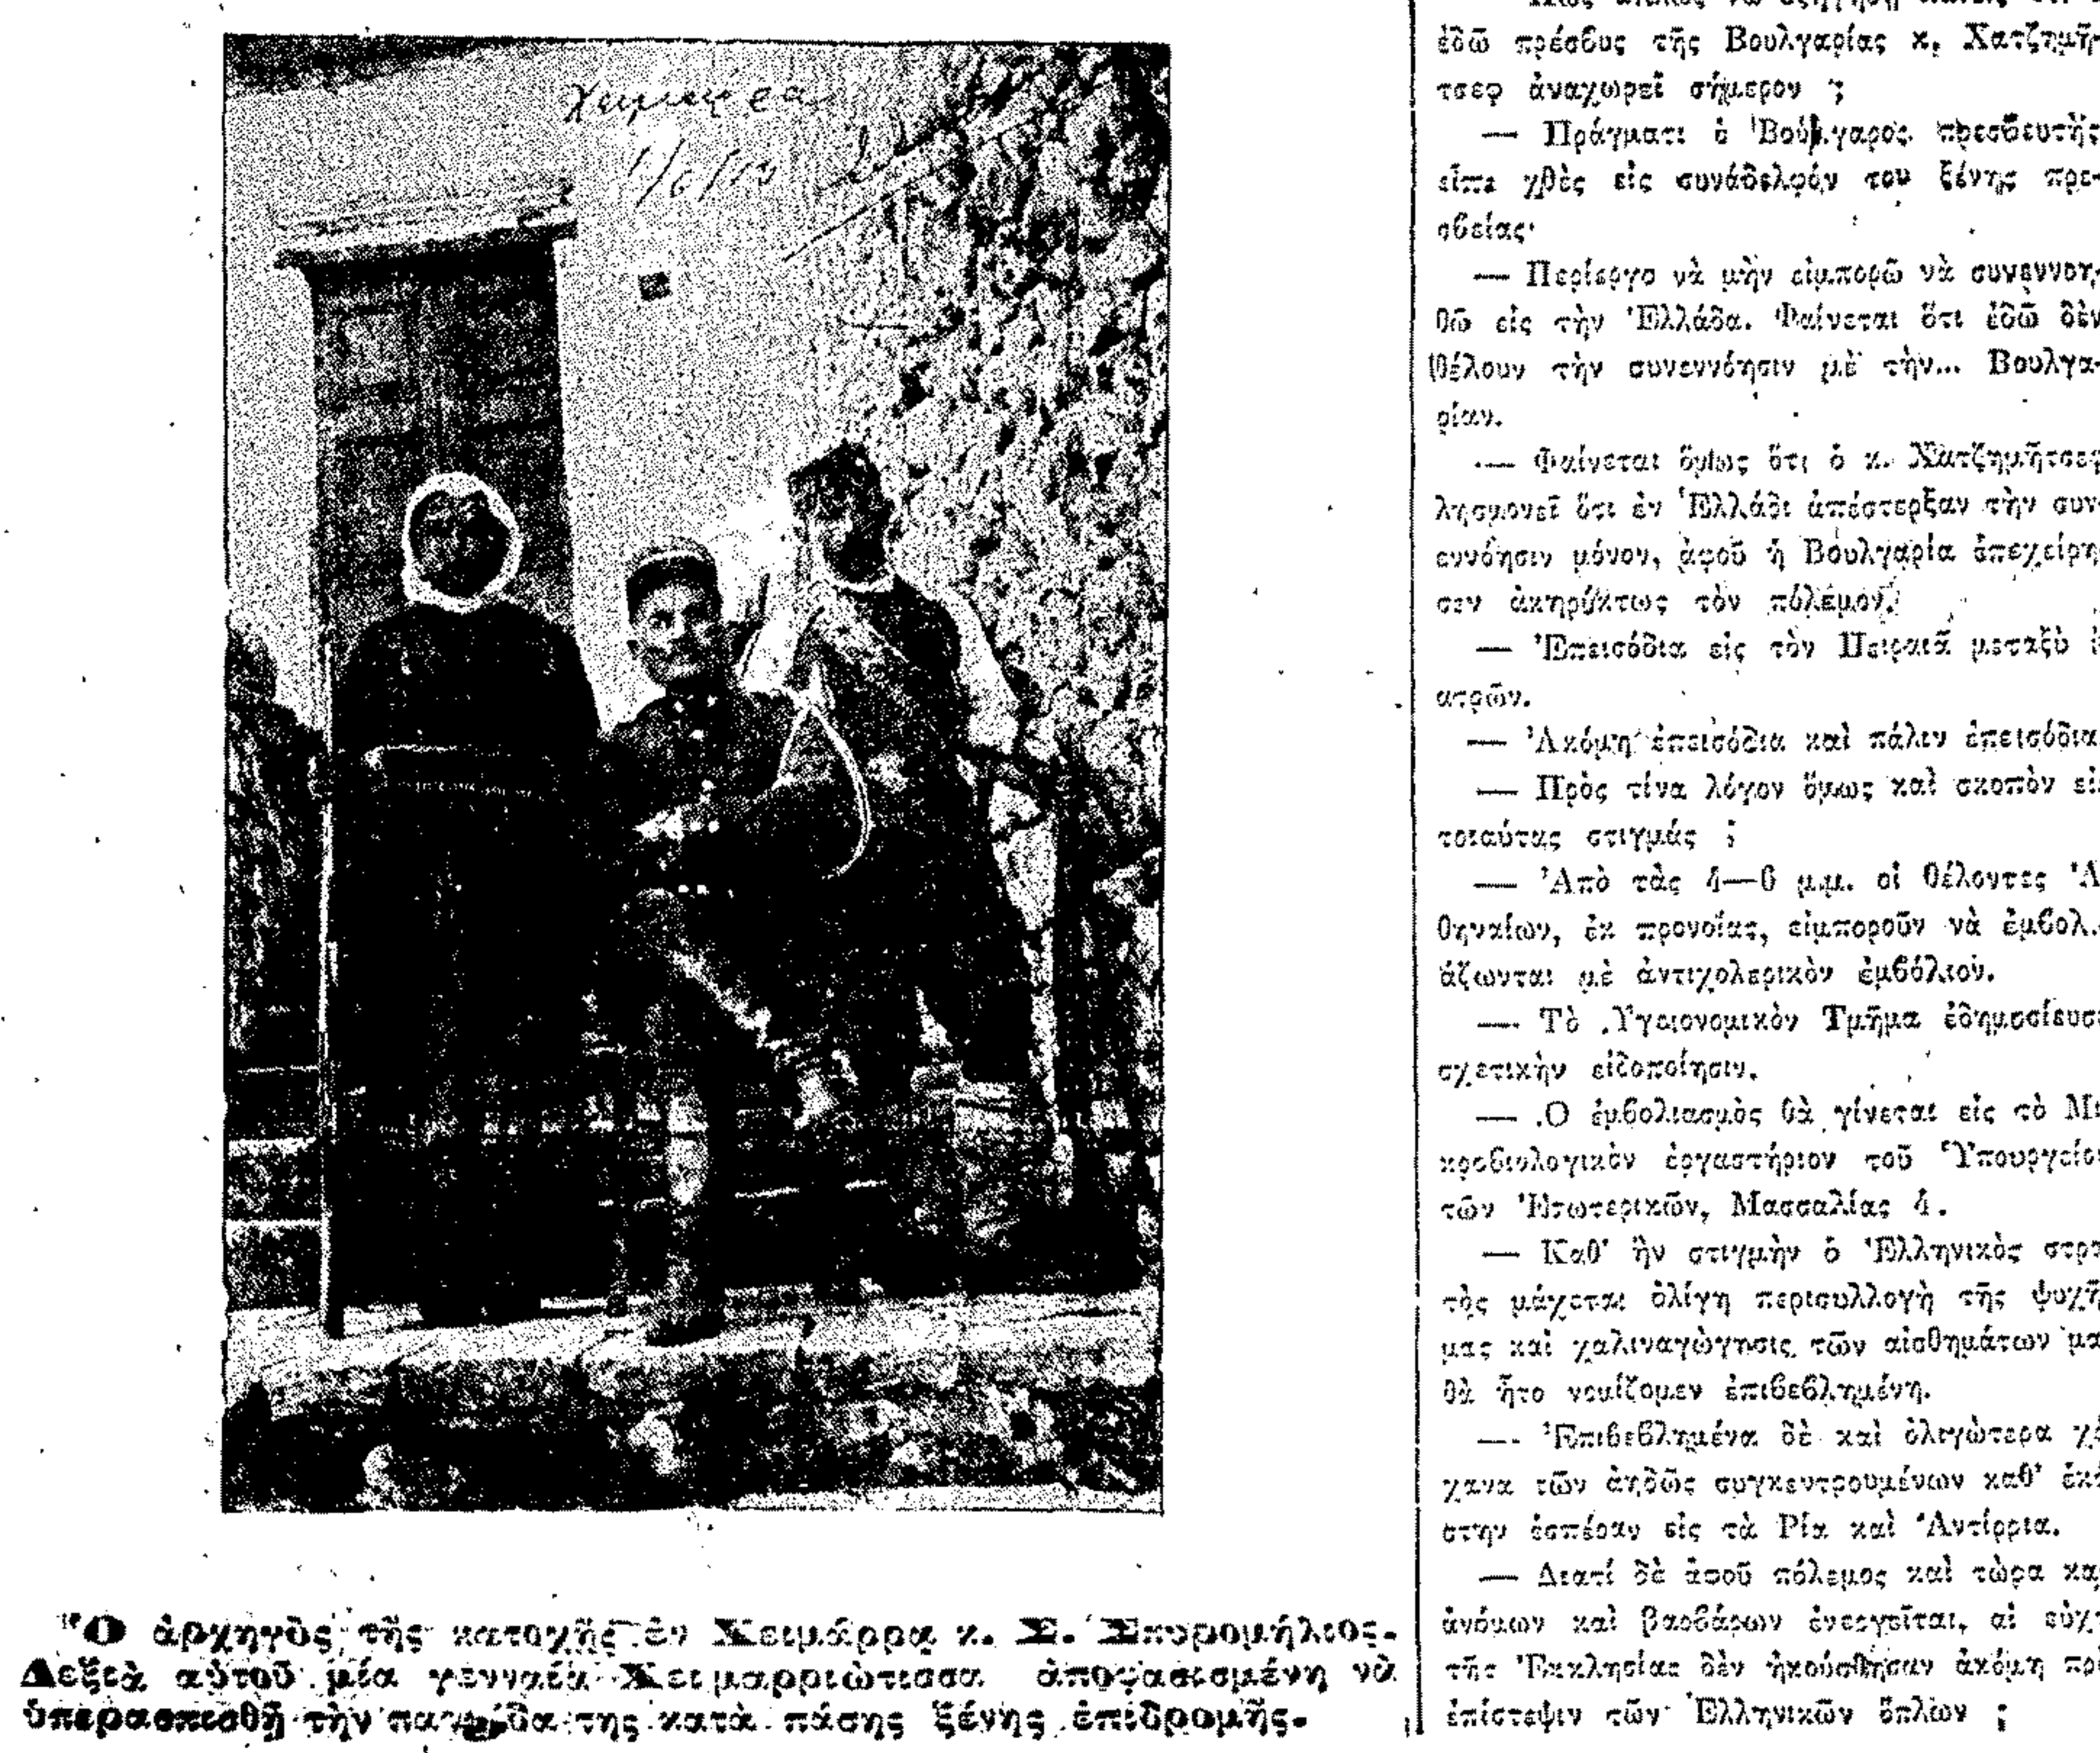 1/6/13
Ὁ ἀρχηγὸς τῆς κατοχῆς ἐν Χειμάρρᾳ κ. Σ. Σπυρομήλιος.
Δεξιὰ αὐτοῦ μία γενναία Χειμαρριώτισσα ἀποφασισμένη νὰ
ὑπερασπισθῇ τὴν πατρίδα της κατὰ πάσης ξένης ἐπιδρομῆς.
ἐδῶ πρέσβυς τῆς Βουλγαρίας κ. Χατζημῆ-
τσεφ ἀναχωρεῖ σήμερον ;
— Πράγματι ὁ Βούλγαρος πρεσβευτὴς
εἶπε χθὲς εἰς συνάδελφόν του ξένης πρε-
σβείας·
— Περίεργο νὰ μὴν εἰμπορῶ νὰ συνεννοη-
θῶ εἰς τὴν Ἑλλάδα. Φαίνεται ὅτι ἐδῶ δὲν
θέλουν τὴν συνεννόησιν μὲ τὴν... Βουλγα-
ρίαν.
— Φαίνεται ὅμως ὅτι ὁ κ. Χατζημῆτσεφ
λησμονεῖ ὅτι ἐν Ἑλλάδι ἀπέστερξαν τὴν συν
εννόησιν μόνον, ἀφοῦ ἡ Βουλγαρία ἐπεχείρη
σεν ἀκηρύκτως τὸν πόλεμον.
— Ἐπεισόδια εἰς τὸν Πειραιᾶ μεταξὺ ἰ
ατρῶν.
— Ἀκόμη ἐπεισόδια καὶ πάλιν ἐπεισόδια
— Πρὸς τίνα λόγον ὅμως καὶ σκοπὸν εἰς
τοιαύτας στιγμάς ;
— Ἀπὸ τὰς 4—6 μ.μ. οἱ θέλοντες Ἀ
θηναίων, ἐκ προνοίας, εἰμποροῦν νὰ ἐμβολ.
άζωνται μὲ ἀντιχολερικὸν ἐμβόλιον.
— Τὸ Ὑγειονομικὸν Τμῆμα ἐδημοσίευσε
σχετικὴν εἰδοποίησιν.
— Ὁ ἐμβολιασμὸς θὰ γίνεται εἰς τὸ Μι
κροβιολογικὸν ἐργαστήριον τοῦ Ὑπουργείου
τῶν Ἐσωτερικῶν, Μασσαλίας 4.
— Καθ' ἣν στιγμὴν ὁ Ἑλληνικὸς στρα
τὸς μάχεται ὀλίγη περισυλλογὴ τῆς ψυχῆ
μας καὶ χαλιναγώγησις τῶν αἰσθημάτων μα
θὰ ἦτο νομίζομεν ἐπιβεβλημένη.
— Ἐπιβεβλημένα δὲ καὶ ὀλιγώτερα χά
χανα τῶν ἀηδῶς συγκεντρουμένων καθ' ἑκά
στην ἑσπέραν εἰς τὰ Ρία καὶ Ἀντίρρια.
— Διατί δὲ ἀφοῦ πόλεμος καὶ τώρα κα
ἀνόμων καὶ βαρβάρων ἐνεργεῖται, αἱ εὐχ
τῆς Ἐκκλησίας δὲν ἠκούσθησαν ἀκόμη πρὸ
ἐπίστεψιν τῶν Ἑλληνικῶν ὅπλων ;